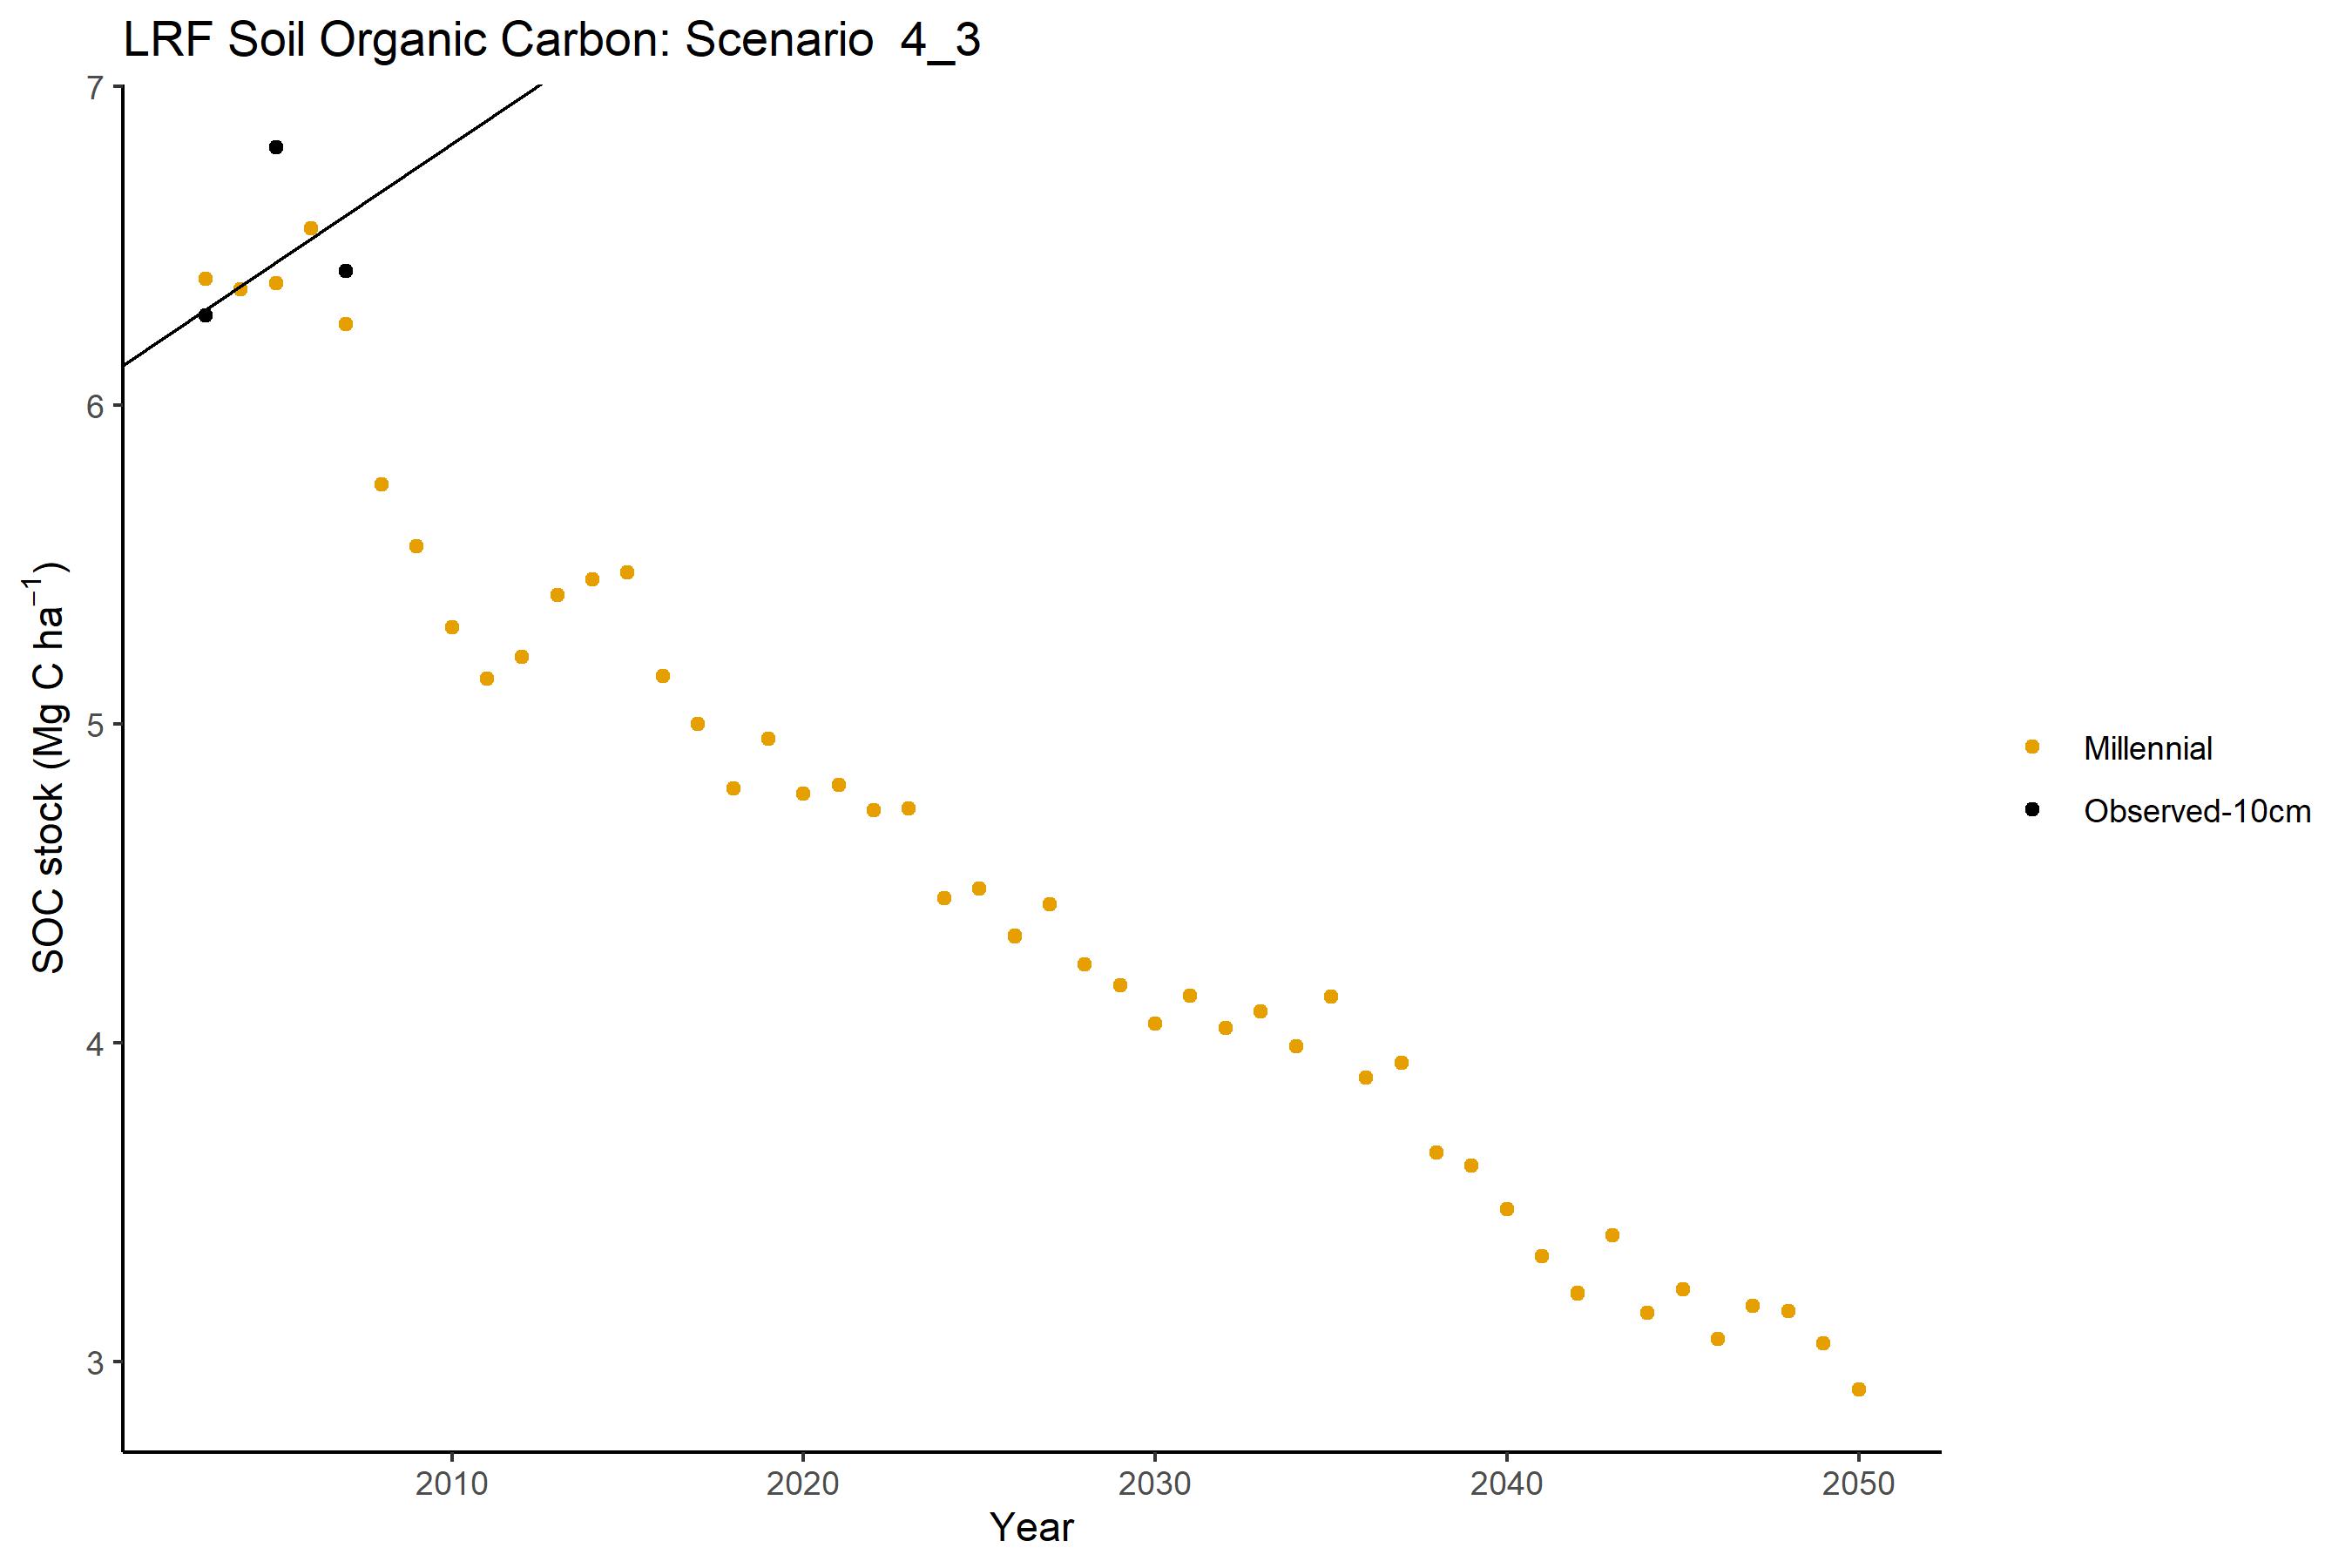 LRF Soil Organic Carbon: Scenario  4_3
7
6
5
4
3
SOC stock (Mg C ha⁻¹)
2010 2020 2030 2040 2050
Year
Millennial
Observed-10cm